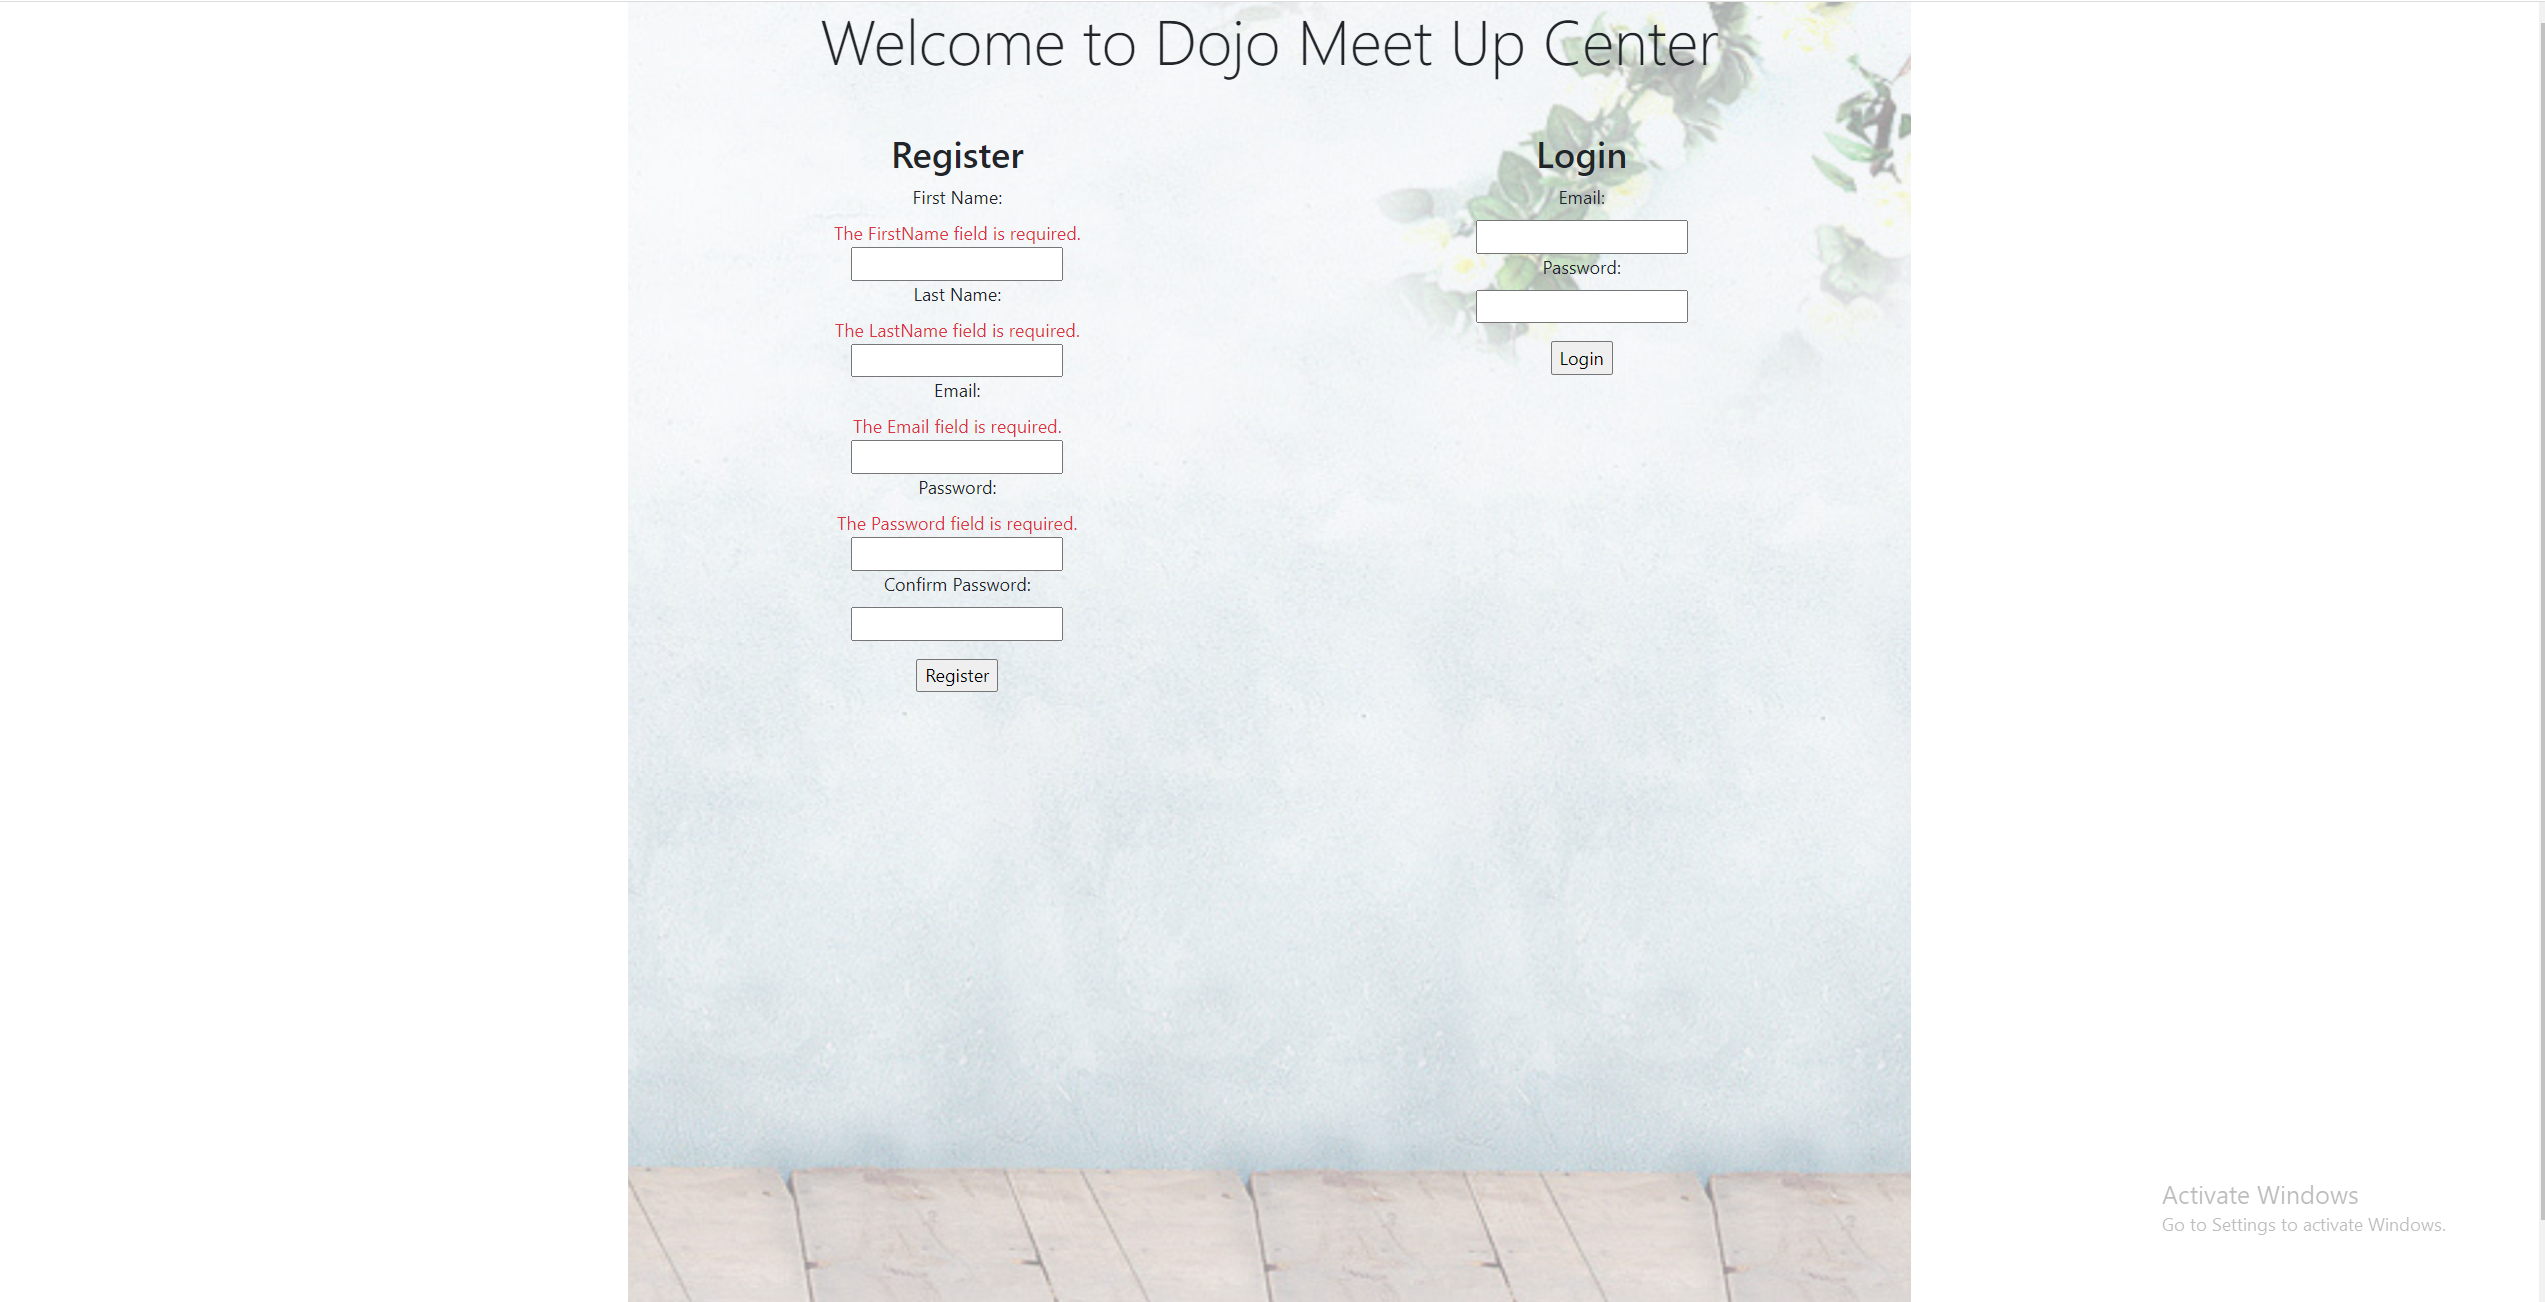 Welcome to Dojo Meet Up Center
Register
First Name:
The FirstName field is required.
Last Name:
The LastName field is required.
Email:
The Email field is required.
Password:
The Password field is required.
Confirm Password:
Register
Login
Email:
Password:
Login
Activate Windows
Go to Settings to activate Windows.